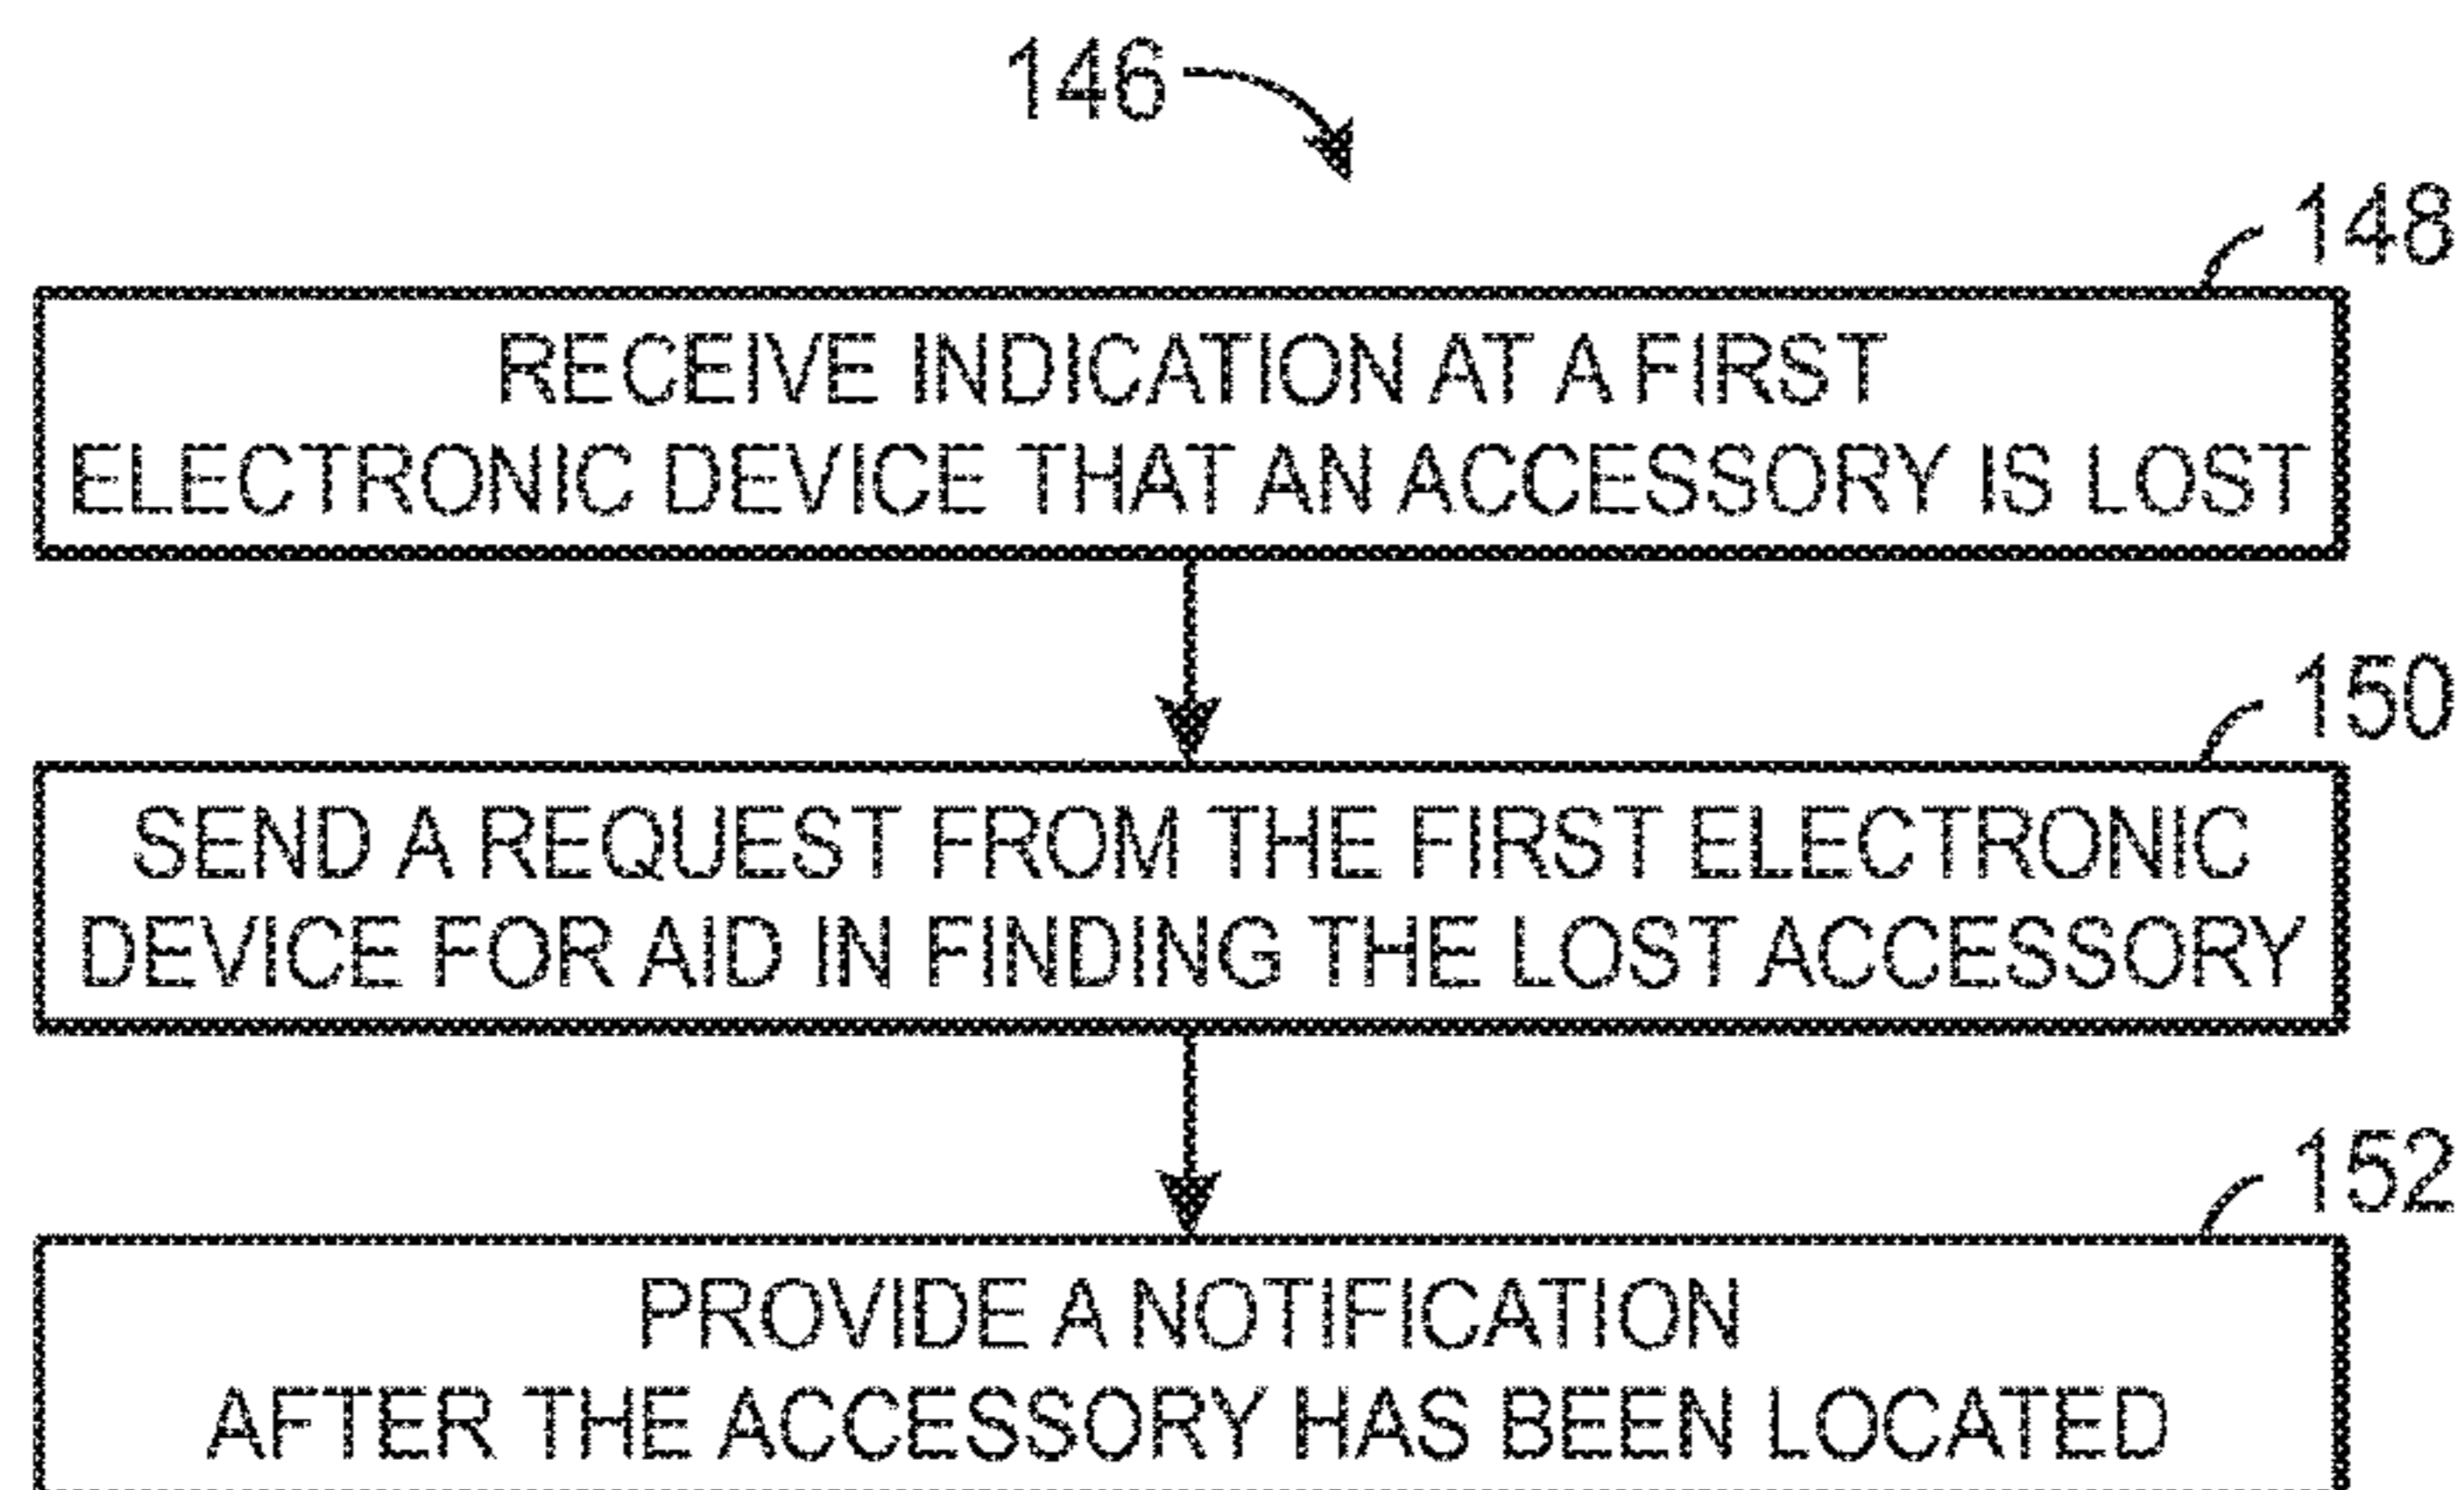 146
148
RECEIVE INDICATION AT A FIRST
ELECTRONIC DEVICE THAT AN ACCESSORY IS LOST
150
SEND A REQUEST FROM THE FIRST ELECTRONIC
DEVICE FOR AID IN FINDING THE LOST ACCESSORY
152
PROVIDE A NOTIFICATION
AFTER THE ACCESSORY HAS BEEN LOCATED